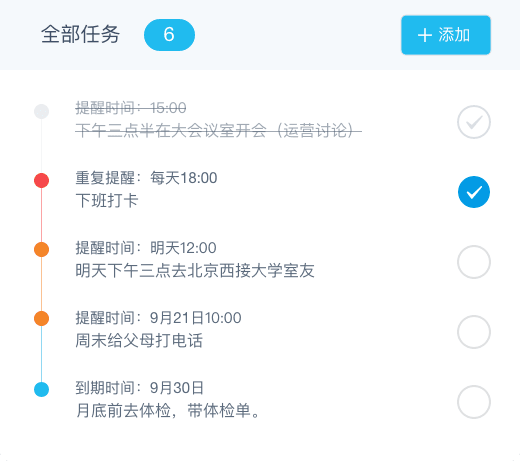 全部任务 6 + 添加
提醒时间：15:00
下午三点半在大会议室开会（运营讨论）
重复提醒：每天18:00
下班打卡
提醒时间：明天12:00
明天下午三点去北京西接大学室友
提醒时间：9月21日10:00
周末给父母打电话
到期时间：9月30日
月底前去体检，带体检单。